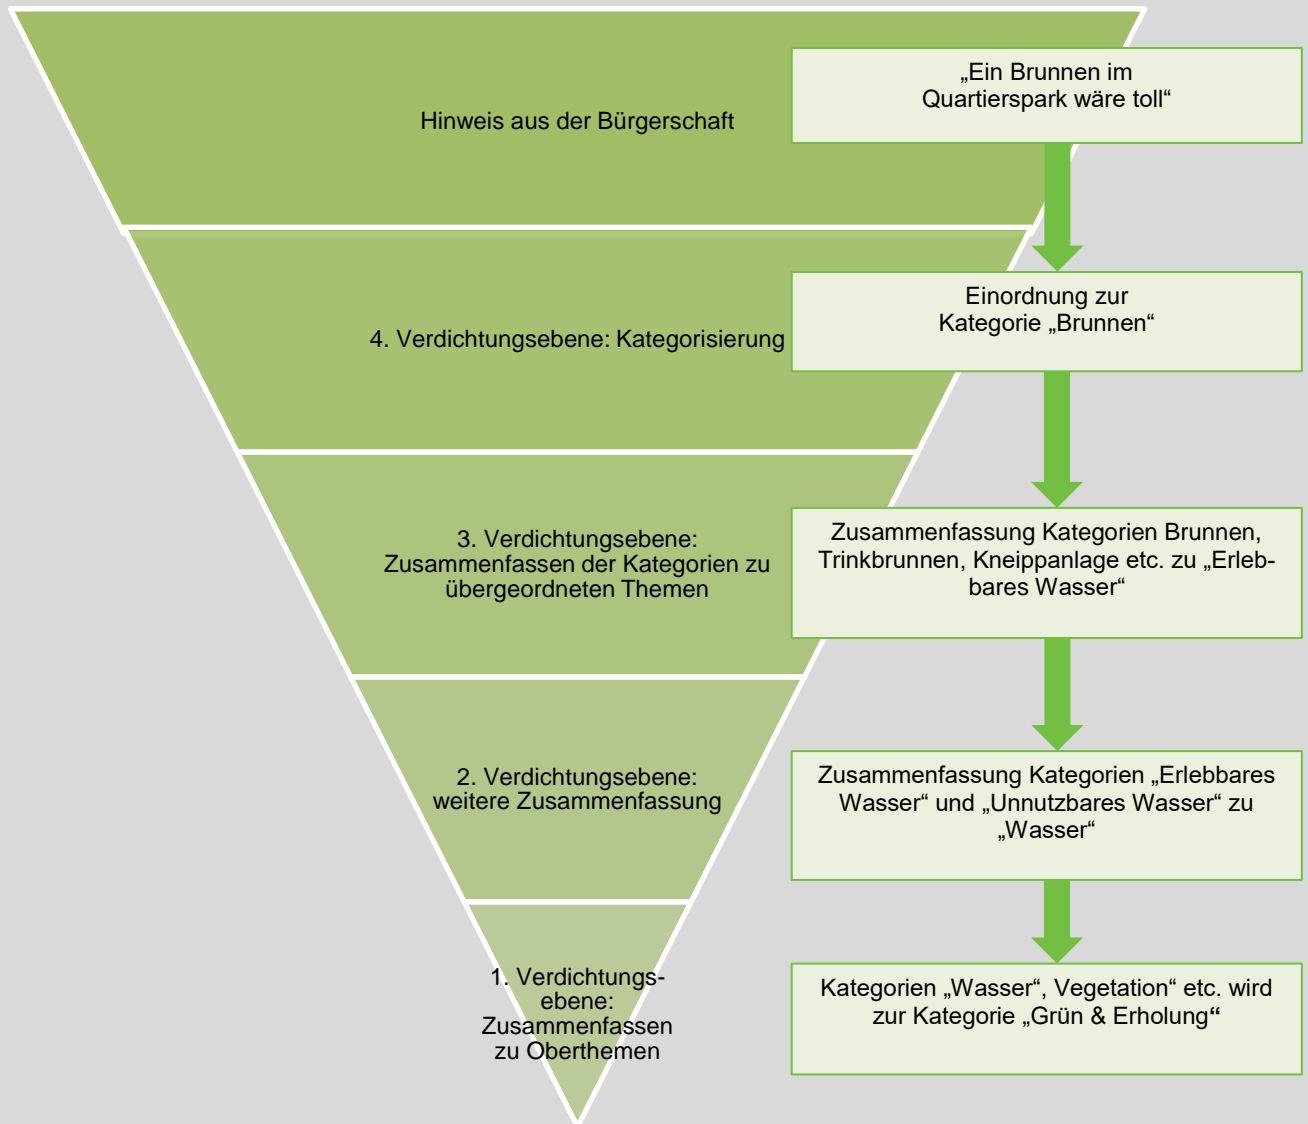 Hinweis aus der Bürgerschaft
„Ein Brunnen im
Quartierspark wäre toll“
4. Verdichtungsebene: Kategorisierung
Einordnung zur
Kategorie „Brunnen“
3. Verdichtungsebene:
Zusammenfassen der Kategorien zu
übergeordneten Themen
Zusammenfassung Kategorien Brunnen,
Trinkbrunnen, Kneippanlage etc. zu „Erleb-
bares Wasser“
2. Verdichtungsebene:
weitere Zusammenfassung
Zusammenfassung Kategorien „Erlebbares
Wasser“ und „Unnutzbares Wasser“ zu
„Wasser“
1. Verdichtungs-
ebene:
Zusammenfassen
zu Oberthemen
Kategorien „Wasser“, Vegetation“ etc. wird
zur Kategorie „Grün & Erholung“